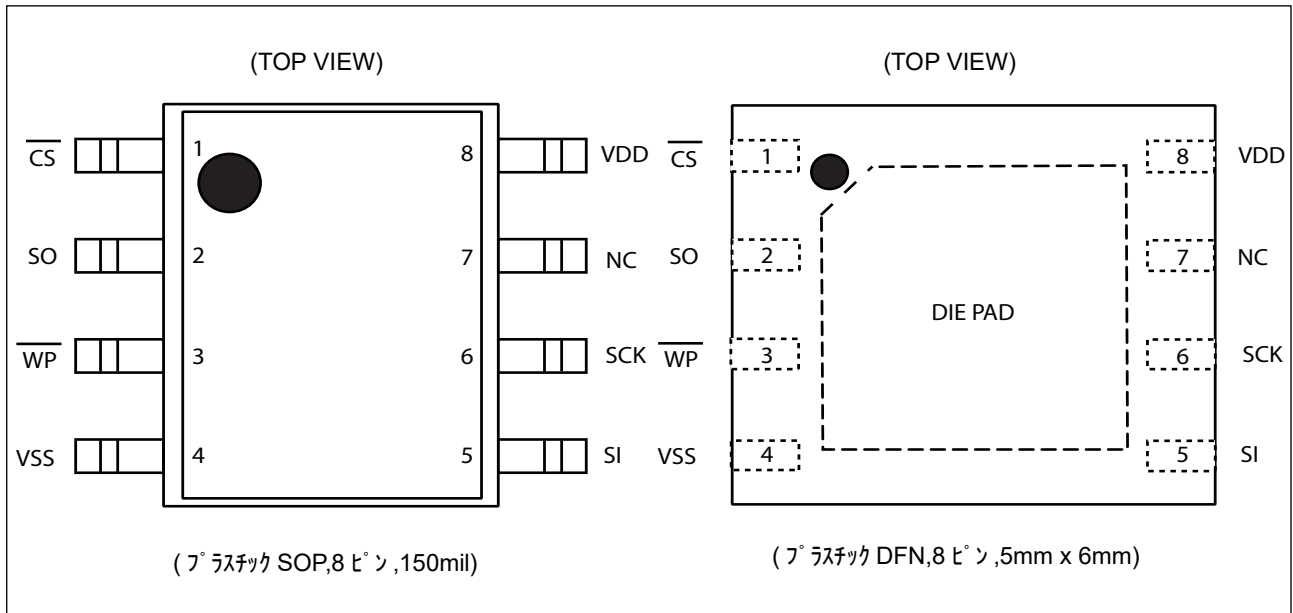 (TOP VIEW)
CS 1 8 VDD
SO 2 7 NC
WP 3 6 SCK
VSS 4 5 SI
( プラスチック SOP,8 ピン ,150mil)
(TOP VIEW)
CS 1 8 VDD
SO 2 7 NC
DIE PAD
WP 3 6 SCK
VSS 4 5 SI
( プラスチック DFN,8 ピン ,5mm x 6mm)